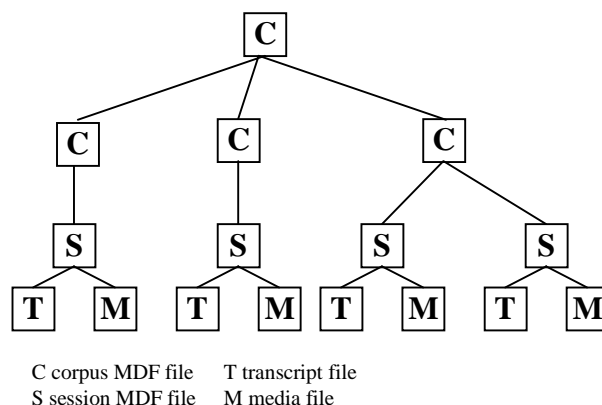 C
C C C
S S S S
T M T M T M T M
C corpus MDF file T transcript file
S session MDF file M media file